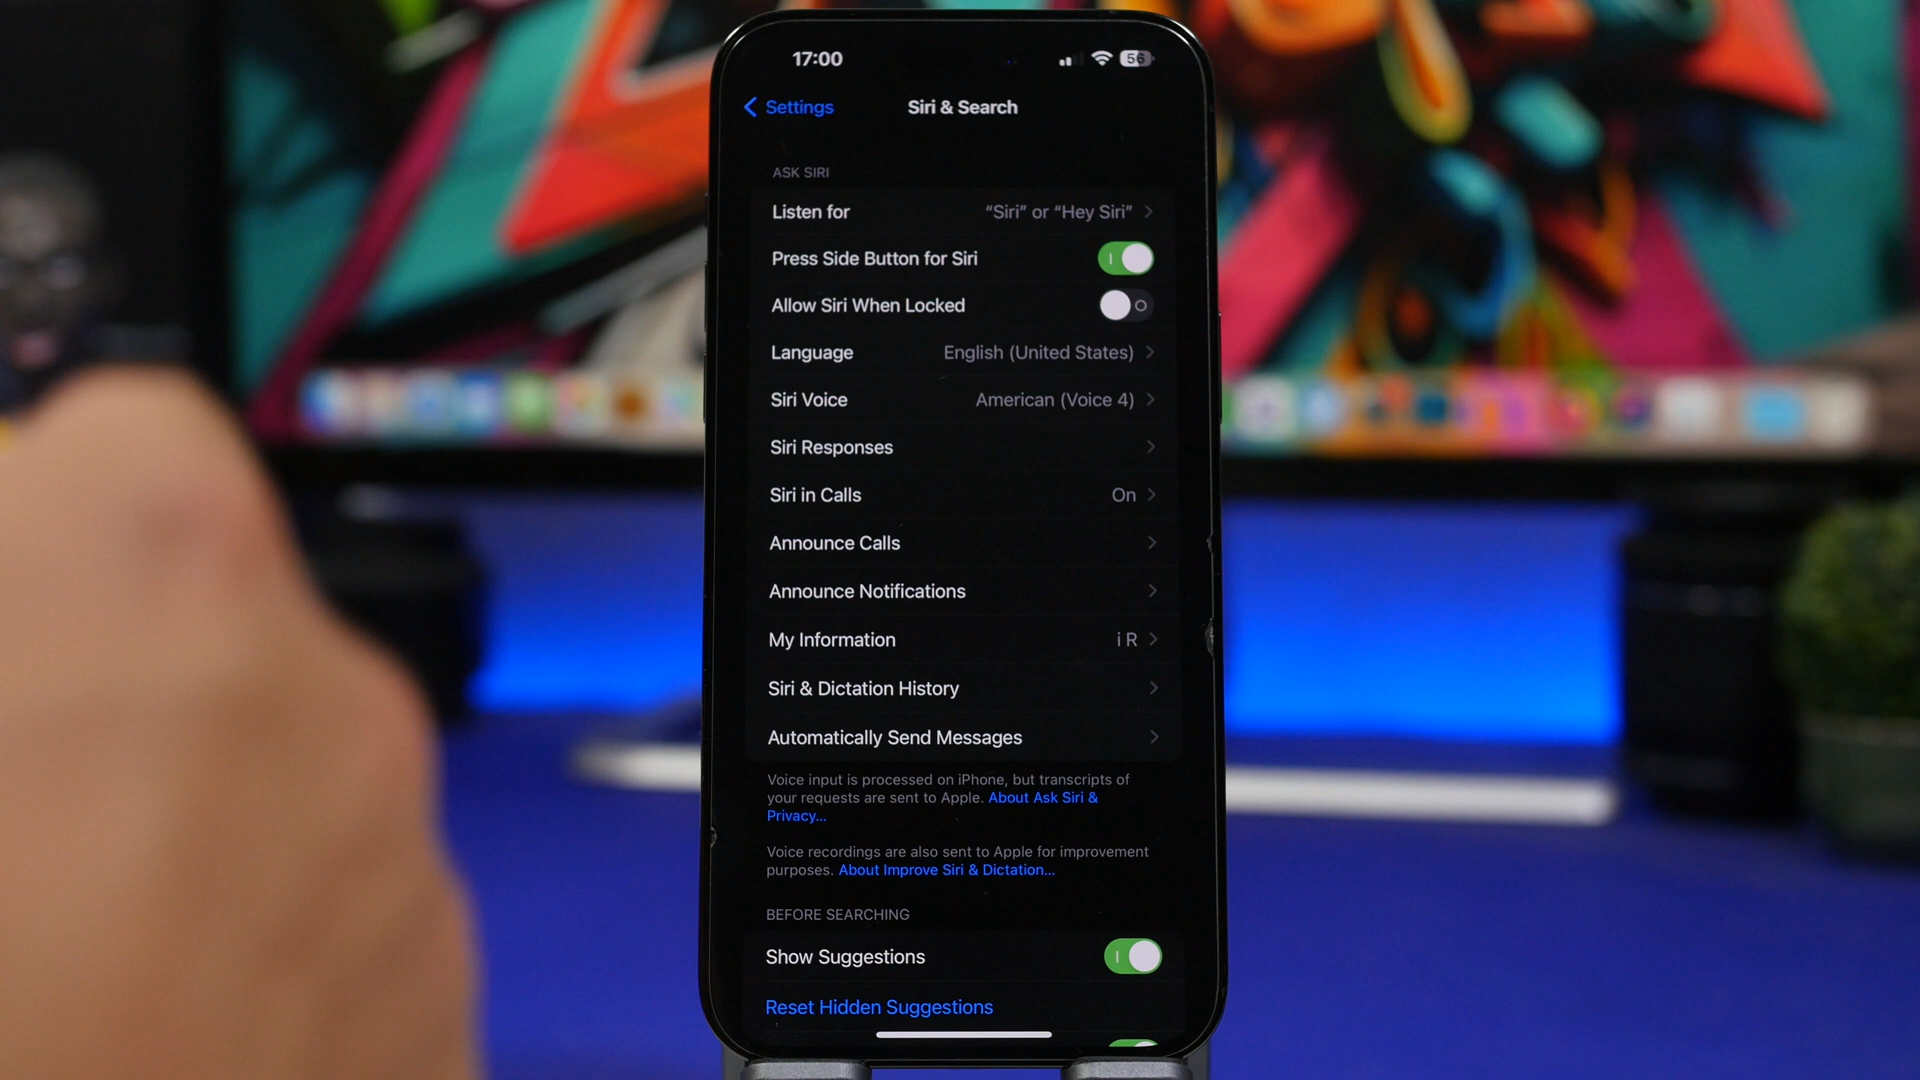 17:00
56
Settings
Siri & Search
ASK SIRI
Listen for “Siri” or “Hey Siri”
Press Side Button for Siri
Allow Siri When Locked
Language English (United States)
Siri Voice American (Voice 4)
Siri Responses
Siri in Calls On
Announce Calls
Announce Notifications
My Information i R
Siri & Dictation History
Automatically Send Messages
Voice input is processed on iPhone, but transcripts of
your requests are sent to Apple. About Ask Siri &
Privacy...
Voice recordings are also sent to Apple for improvement
purposes. About Improve Siri & Dictation...
BEFORE SEARCHING
Show Suggestions
Reset Hidden Suggestions